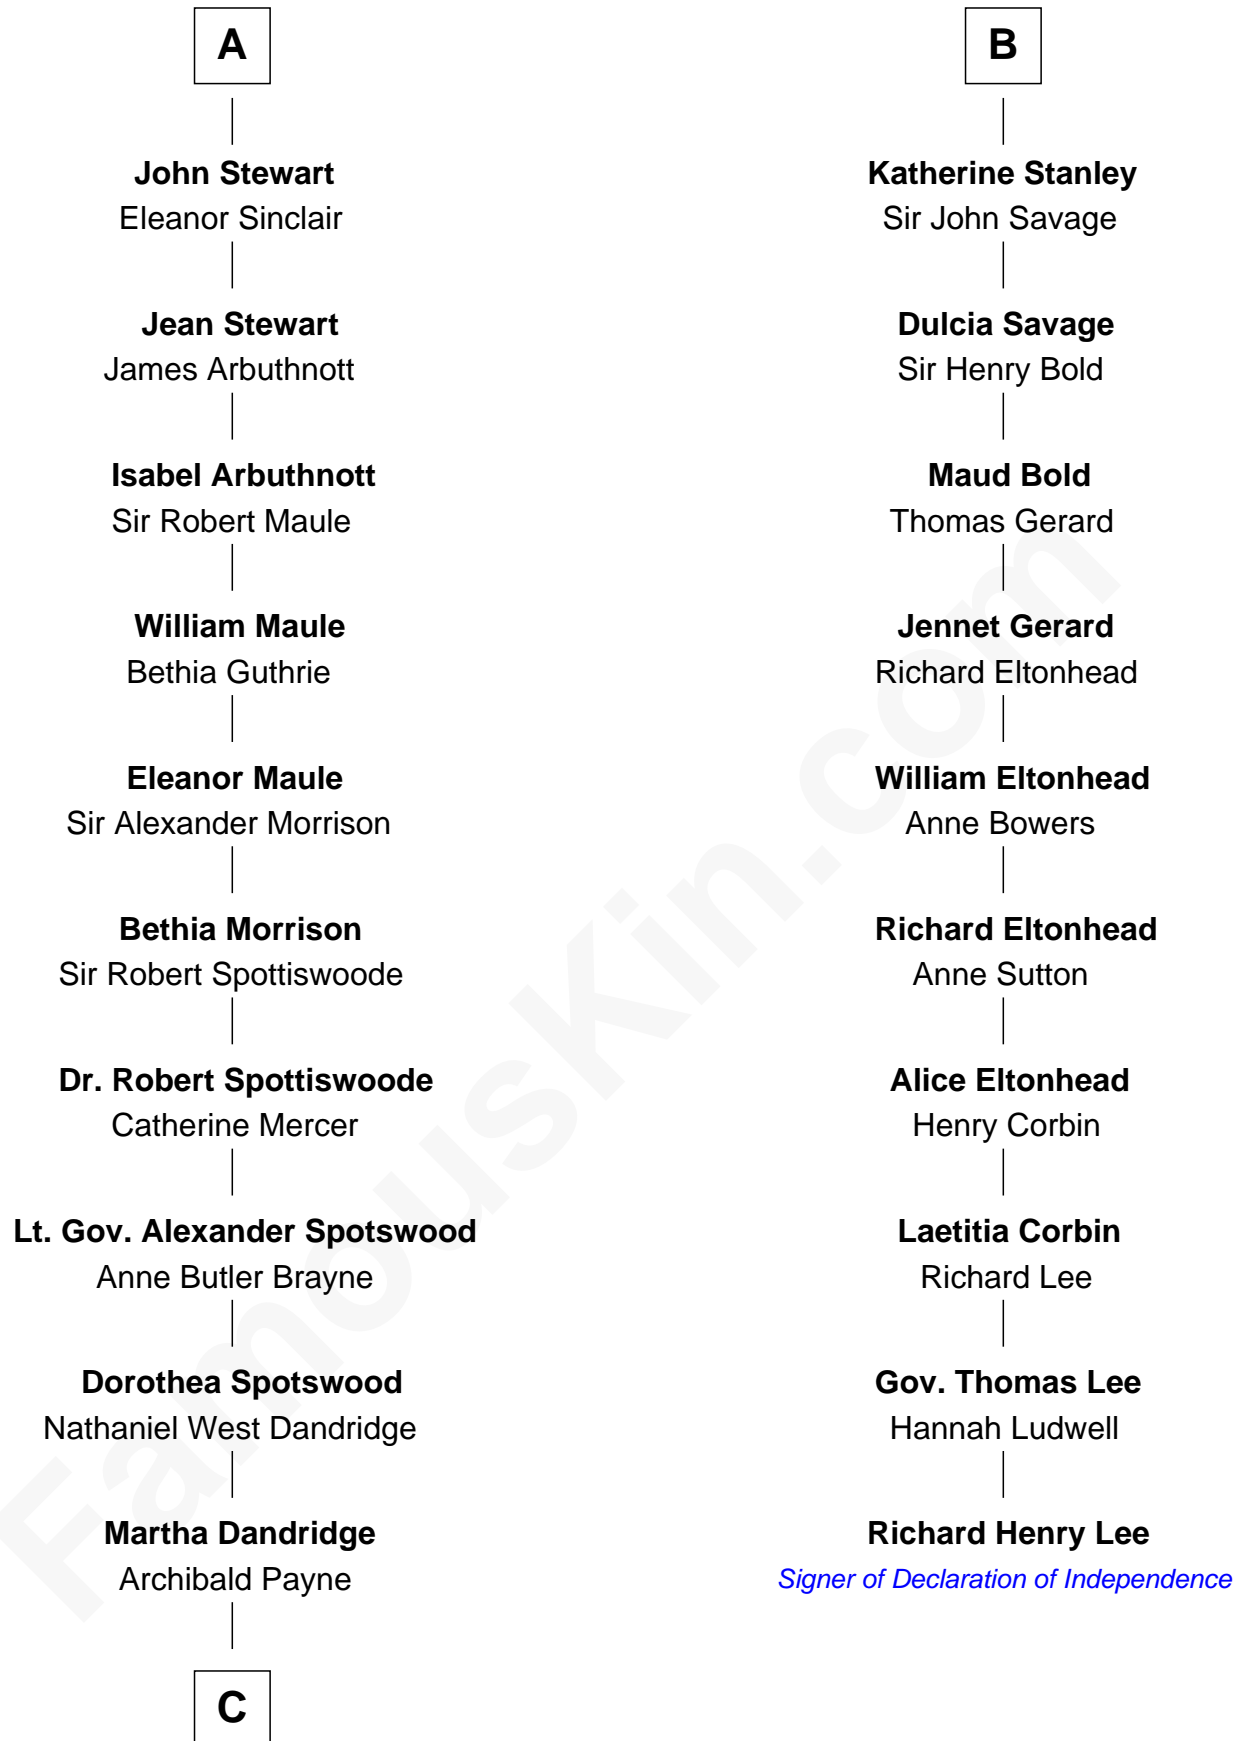 A
John Stewart
Eleanor Sinclair
Jean Stewart
James Arbuthnott
Isabel Arbuthnott
Sir Robert Maule
William Maule
Bethia Guthrie
Eleanor Maule
Sir Alexander Morrison
Bethia Morrison
Sir Robert Spottiswoode
Dr. Robert Spottiswoode
Catherine Mercer
Lt. Gov. Alexander Spotswood
Anne Butler Brayne
Dorothea Spotswood
Nathaniel West Dandridge
Martha Dandridge
Archibald Payne
C
B
Katherine Stanley
Sir John Savage
Dulcia Savage
Sir Henry Bold
Maud Bold
Thomas Gerard
Jennet Gerard
Richard Eltonhead
William Eltonhead
Anne Bowers
Richard Eltonhead
Anne Sutton
Alice Eltonhead
Henry Corbin
Laetitia Corbin
Richard Lee
Gov. Thomas Lee
Hannah Ludwell
Richard Henry Lee
Signer of Declaration of Independence
FamousKin.com